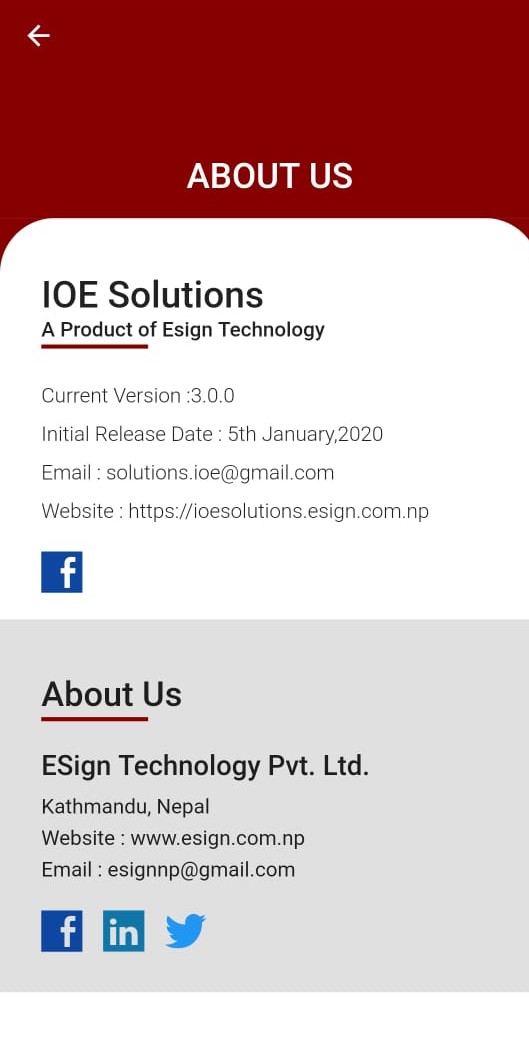 ABOUT US
IOE Solutions
A Product of Esign Technology
Current Version :3.0.0
Initial Release Date : 5th January,2020
Email : solutions.ioe@gmail.com
Website : https://ioesolutions.esign.com.np
f
About Us
ESign Technology Pvt. Ltd.
Kathmandu, Nepal
Website : www.esign.com.np
Email : esignnp@gmail.com
f in